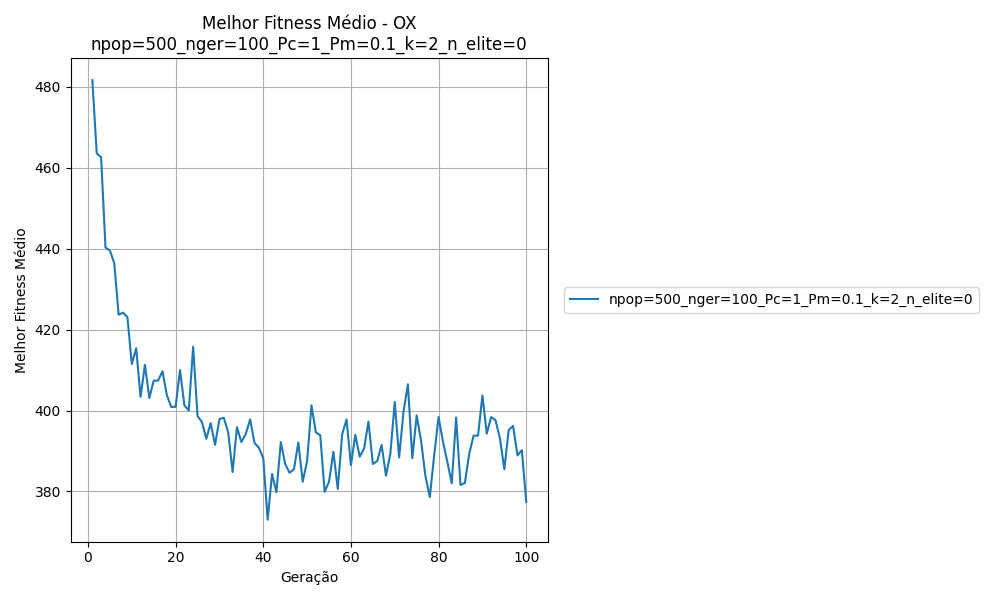 Melhor Fitness Médio - OX
npop=500_nger=100_Pc=1_Pm=0.1_k=2_n_elite=0
Melhor Fitness Médio
480
460
440
420
400
380
0 20 40 60 80 100
Geração
npop=500_nger=100_Pc=1_Pm=0.1_k=2_n_elite=0